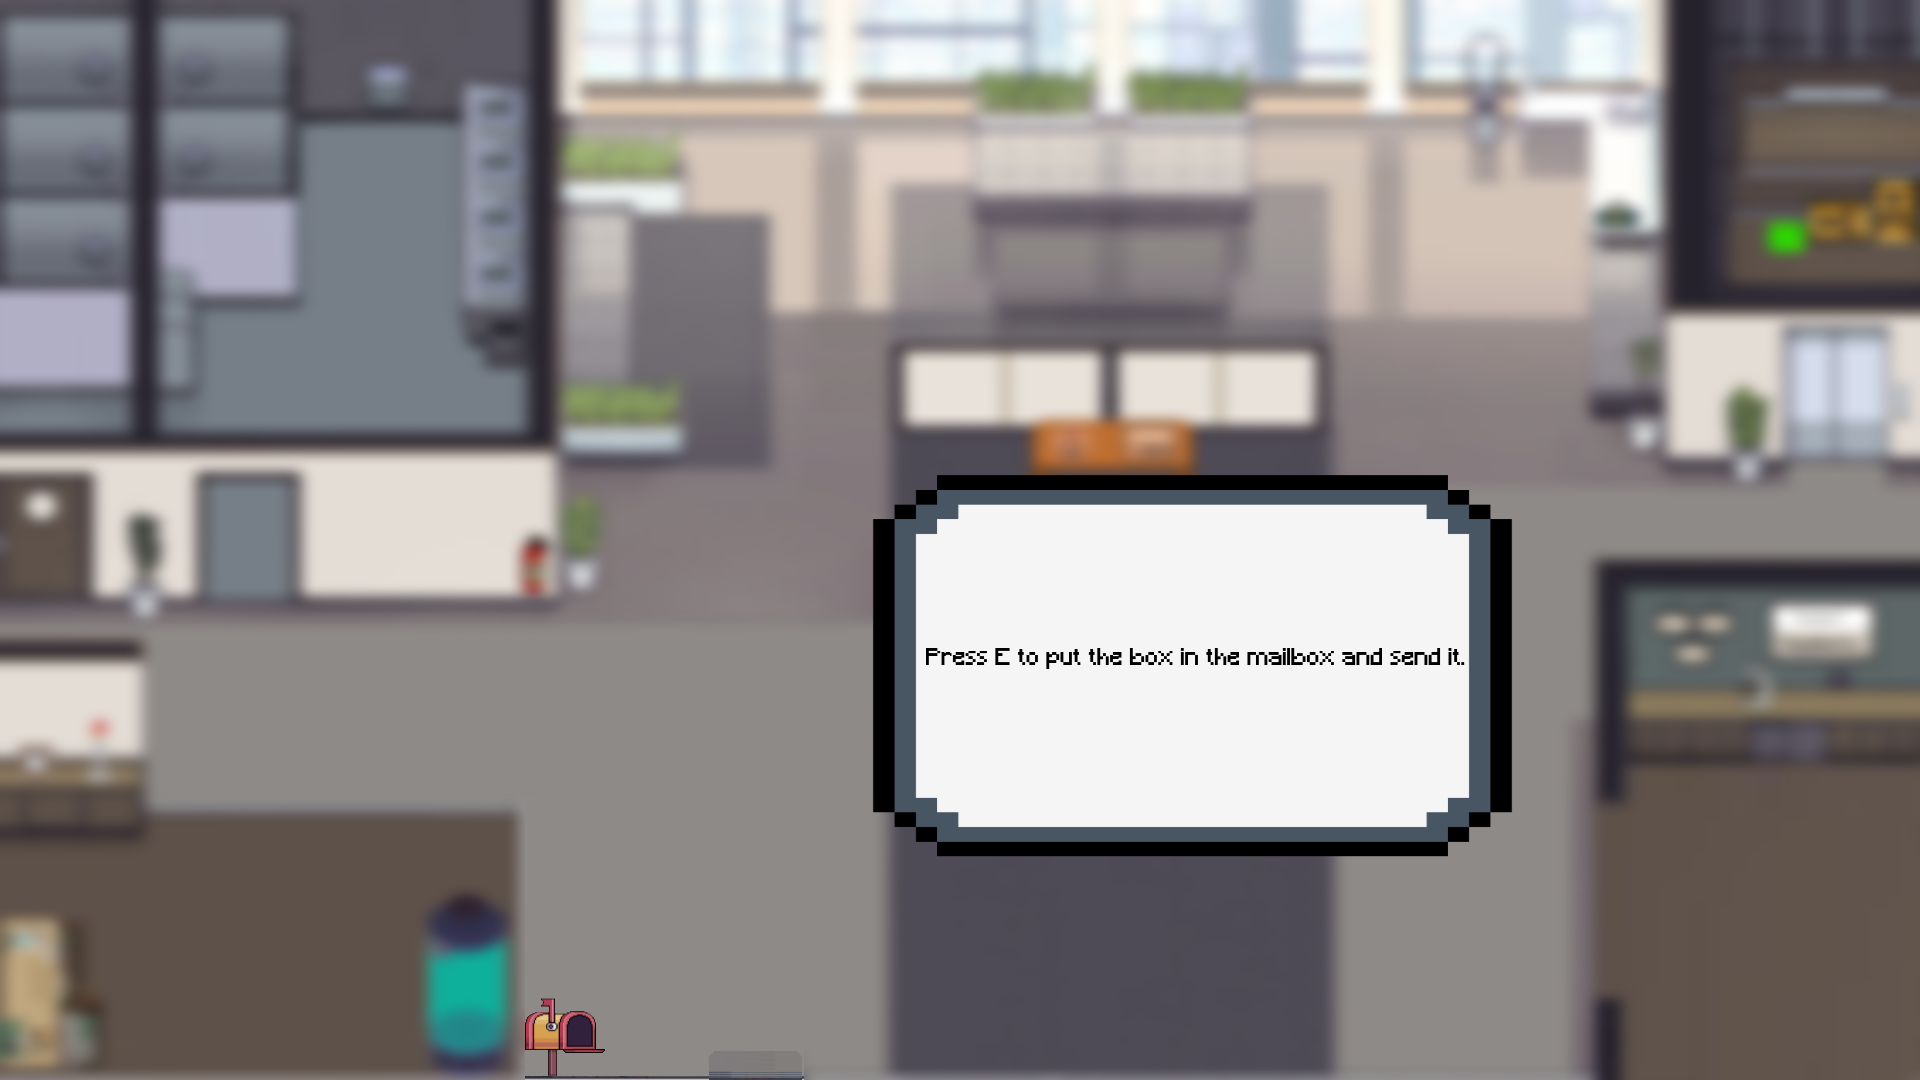 Press E to put the box in the mailbox and send it.